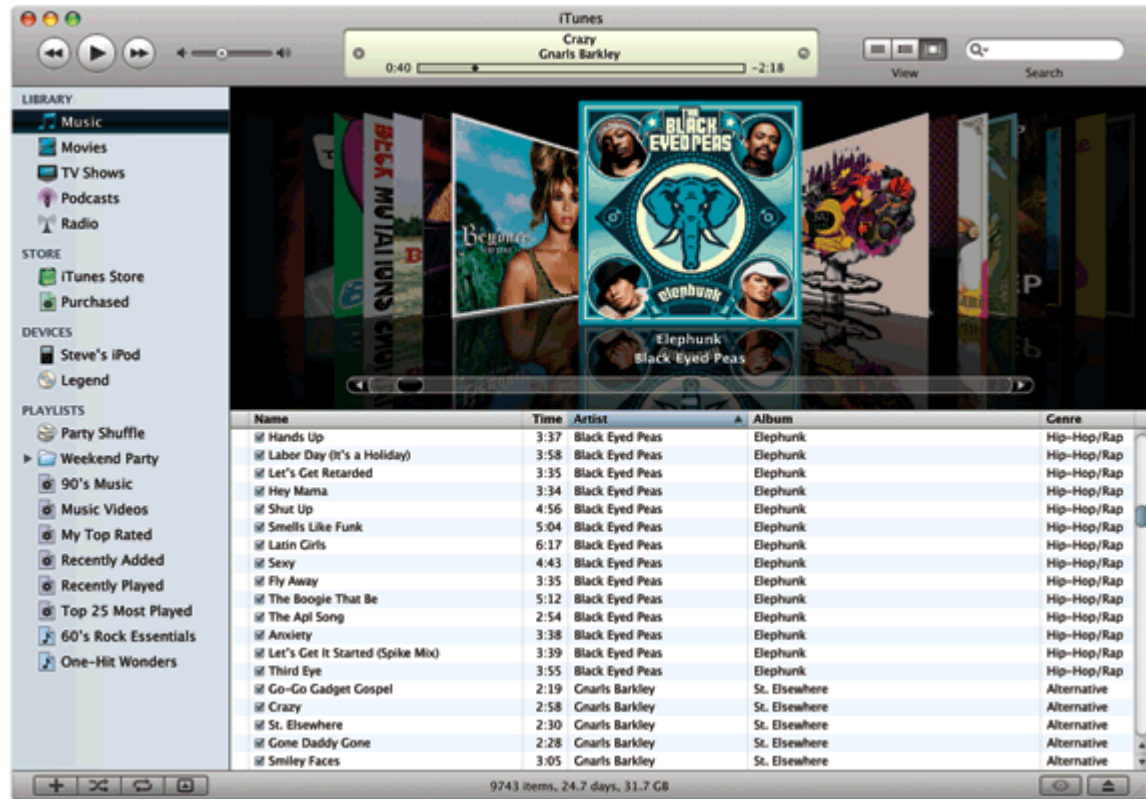 iTunes
Crazy
Gnarls Barkley
0:40 -2:18
View
Search
LIBRARY
Music
Movies
TV Shows
Podcasts
Radio
STORE
iTunes Store
Purchased
DEVICES
Steve's iPod
Legend
PLAYLISTS
Party Shuffle
Weekend Party
90's Music
Music Videos
My Top Rated
Recently Added
Recently Played
Top 25 Most Played
60's Rock Essentials
One-Hit Wonders
BECK MUTATIONS
Beyoncé
THE BLACK EYED PEAS
elephunk
Elephunk
Black Eyed Peas
Name Time Artist Album Genre
Hands Up 3:37 Black Eyed Peas Elephunk Hip-Hop/Rap
Labor Day (It's a Holiday) 3:58 Black Eyed Peas Elephunk Hip-Hop/Rap
Let's Get Retarded 3:35 Black Eyed Peas Elephunk Hip-Hop/Rap
Hey Mama 3:34 Black Eyed Peas Elephunk Hip-Hop/Rap
Shut Up 4:56 Black Eyed Peas Elephunk Hip-Hop/Rap
Smells Like Funk 5:04 Black Eyed Peas Elephunk Hip-Hop/Rap
Latin Girls 6:17 Black Eyed Peas Elephunk Hip-Hop/Rap
Sexy 4:43 Black Eyed Peas Elephunk Hip-Hop/Rap
Fly Away 3:35 Black Eyed Peas Elephunk Hip-Hop/Rap
The Boogie That Be 5:12 Black Eyed Peas Elephunk Hip-Hop/Rap
The Apl Song 2:54 Black Eyed Peas Elephunk Hip-Hop/Rap
Anxiety 3:38 Black Eyed Peas Elephunk Hip-Hop/Rap
Let's Get It Started (Spike Mix) 3:39 Black Eyed Peas Elephunk Hip-Hop/Rap
Third Eye 3:55 Black Eyed Peas Elephunk Hip-Hop/Rap
Go-Go Gadget Gospel 2:19 Gnarls Barkley St. Elsewhere Alternative
Crazy 2:58 Gnarls Barkley St. Elsewhere Alternative
St. Elsewhere 2:30 Gnarls Barkley St. Elsewhere Alternative
Gone Daddy Gone 2:28 Gnarls Barkley St. Elsewhere Alternative
Smiley Faces 3:05 Gnarls Barkley St. Elsewhere Alternative
9743 items, 24.7 days, 31.7 GB